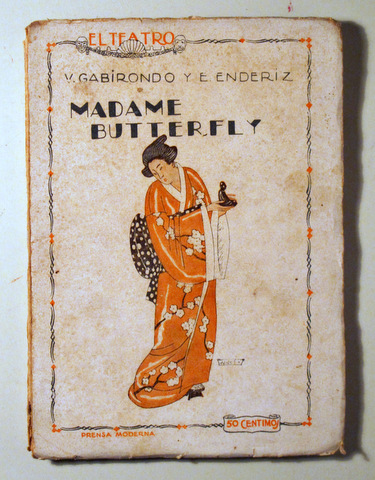 EL TEATRO
V. GABIRONDO Y E. ENDERIZ
MADAME
BUTTERFLY
50 CENTIMOS
PRENSA MODERNA